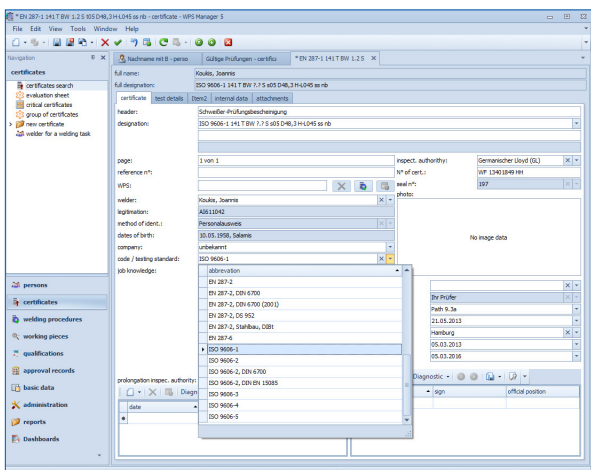 * EN 287-1 141 T BW 1.2 S t05 D48,3 H-L045 ss nb - certificate - WPS Manager 5
File Edit View Tools Window Help
Navigation
Nachname mit B - perso
Gültige Prüfungen - certifics
* EN 287-1 141 T BW 1.2 S
certificates
certificates search
evaluation sheet
critical certificates
group of certificates
new certificate
welder for a welding task
full name: Koukis, Joannis
full designation: ISO 9606-1 141 T BW ?.? S s05 D48,3 H-L045 ss nb
certificate test details Item2 internal data attachments
header: Schweißer-Prüfungsbescheinigung
designation: ISO 9606-1 141 T BW ?.? S s05 D48,3 H-L045 ss nb
page: 1 von 1
inspect. authorithy: Germanischer Lloyd (GL)
reference n°:
N° of cert.: WF 13401849 HH
WPS:
seal n°: 197
photo:
welder: Koukis, Joannis
legitimation: AI611042
method of ident.: Personalausweis
dates of birth: 10.05.1958, Salamis
No image data
company: unbekannt
code / testing standard: ISO 9606-1
job knowledge:
abbrevation
EN 287-2
EN 287-2, DIN 6700
EN 287-2, DIN 6700 (2001)
EN 287-2, DS 952
EN 287-2, Stahlbau, DIBt
EN 287-6
ISO 9606-1
ISO 9606-2
ISO 9606-2, DIN 6700
ISO 9606-2, DIN EN 15085
ISO 9606-3
ISO 9606-4
ISO 9606-5
Ihr Prüfer
Path 9.3a
21.05.2013
Hamburg
05.03.2013
05.03.2016
persons
certificates
welding procedures
working pieces
qualifications
approval records
basic data
administration
reports
Dashboards
prolongation inspec. authority:
Diagn
Diagnostic
date
sign
official position